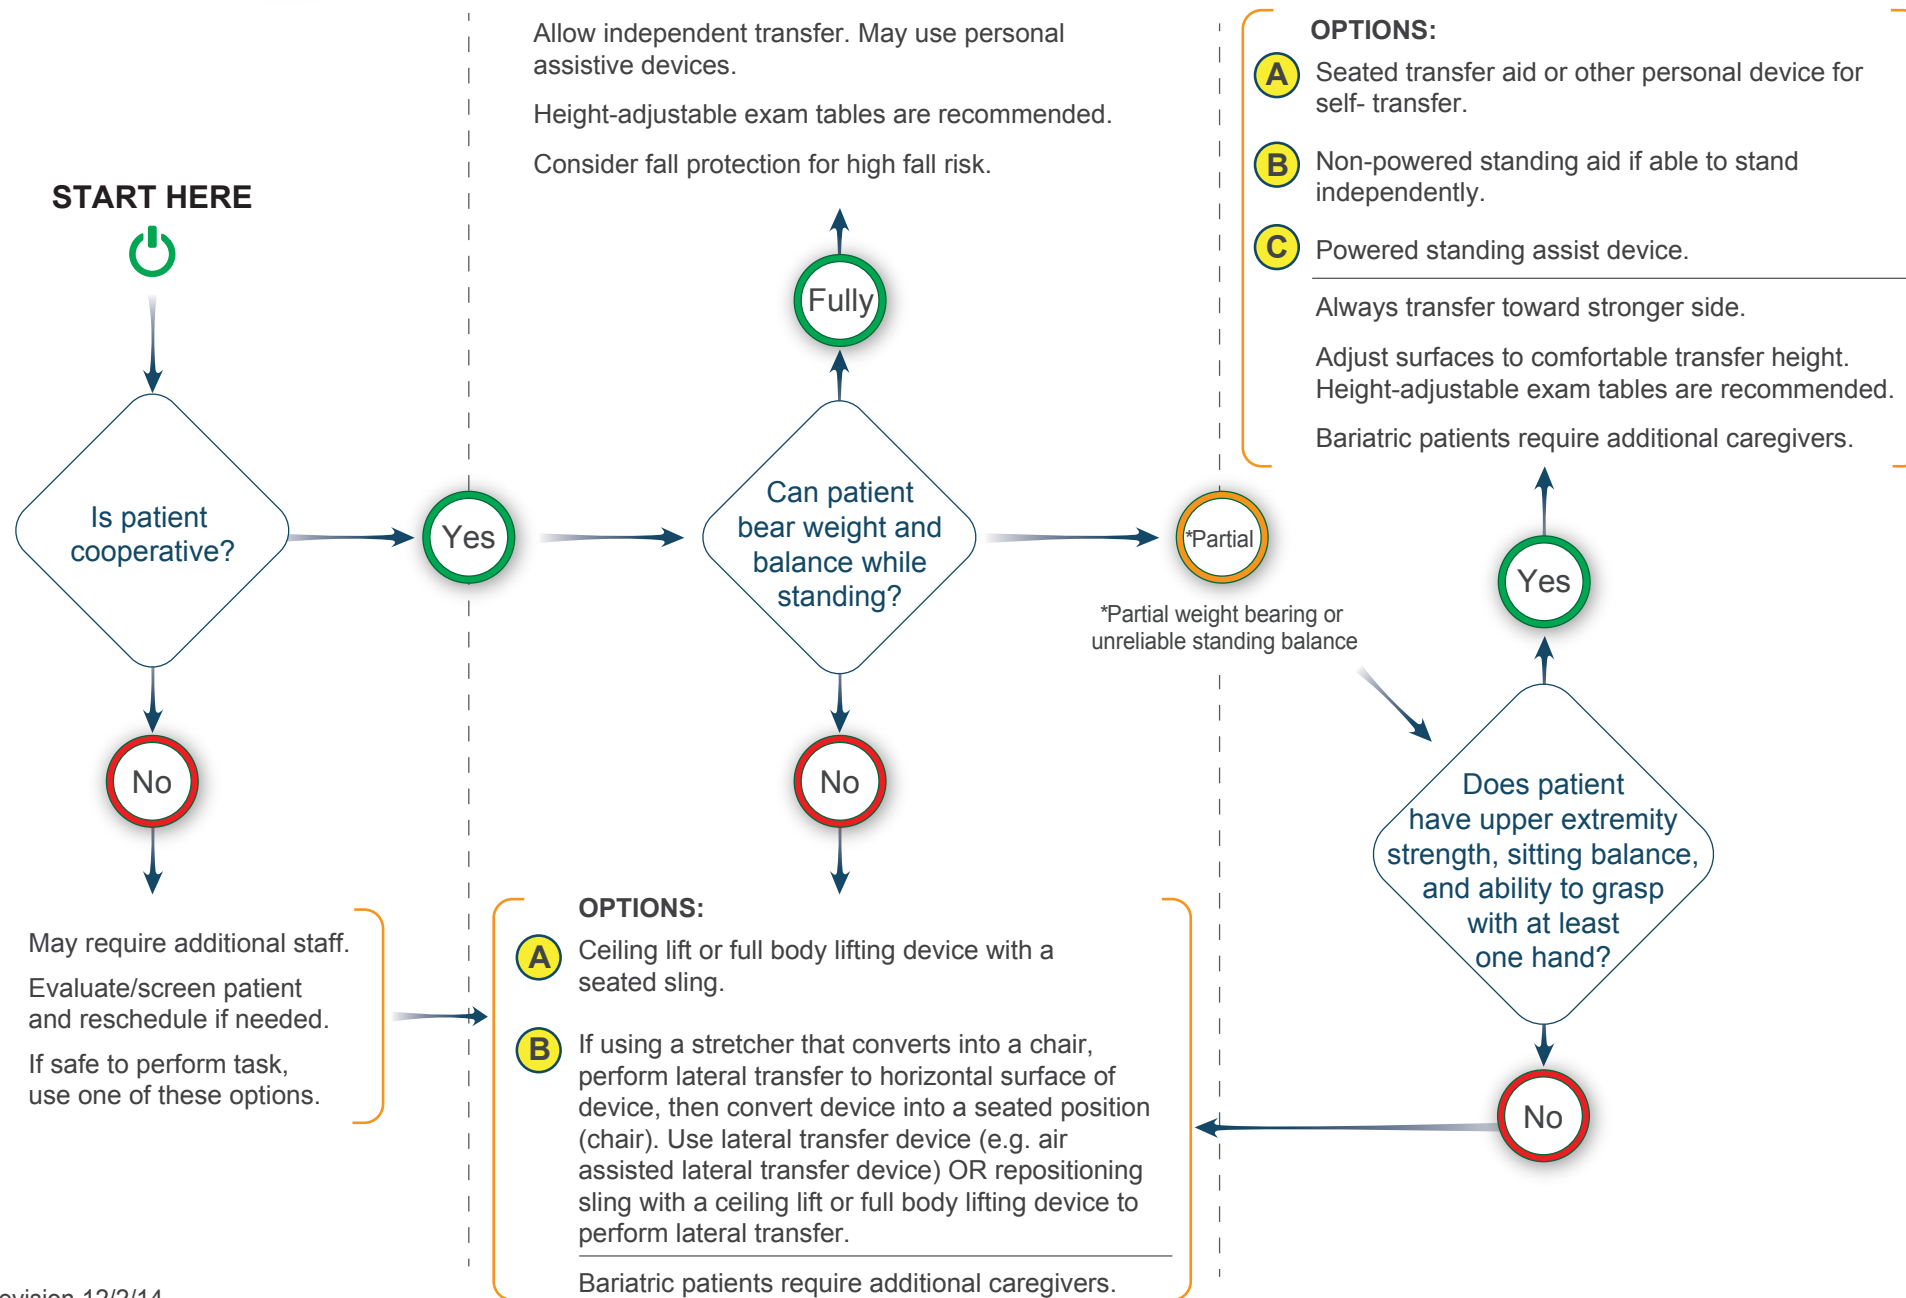 START HERE
Is patient
cooperative?
Yes
No
May require additional staff.
Evaluate/screen patient
and reschedule if needed.
If safe to perform task,
use one of these options.
Allow independent transfer. May use personal
assistive devices.
Height-adjustable exam tables are recommended.
Consider fall protection for high fall risk.
Fully
Can patient
bear weight and
balance while
standing?
No
*Partial
*Partial weight bearing or
unreliable standing balance
OPTIONS:
A Ceiling lift or full body lifting device with a
seated sling.
B If using a stretcher that converts into a chair,
perform lateral transfer to horizontal surface of
device, then convert device into a seated position
(chair). Use lateral transfer device (e.g. air
assisted lateral transfer device) OR repositioning
sling with a ceiling lift or full body lifting device to
perform lateral transfer.
Bariatric patients require additional caregivers.
OPTIONS:
A Seated transfer aid or other personal device for
self- transfer.
B Non-powered standing aid if able to stand
independently.
C Powered standing assist device.
Always transfer toward stronger side.
Adjust surfaces to comfortable transfer height.
Height-adjustable exam tables are recommended.
Bariatric patients require additional caregivers.
Yes
Does patient
have upper extremity
strength, sitting balance,
and ability to grasp
with at least
one hand?
No
12/2/14